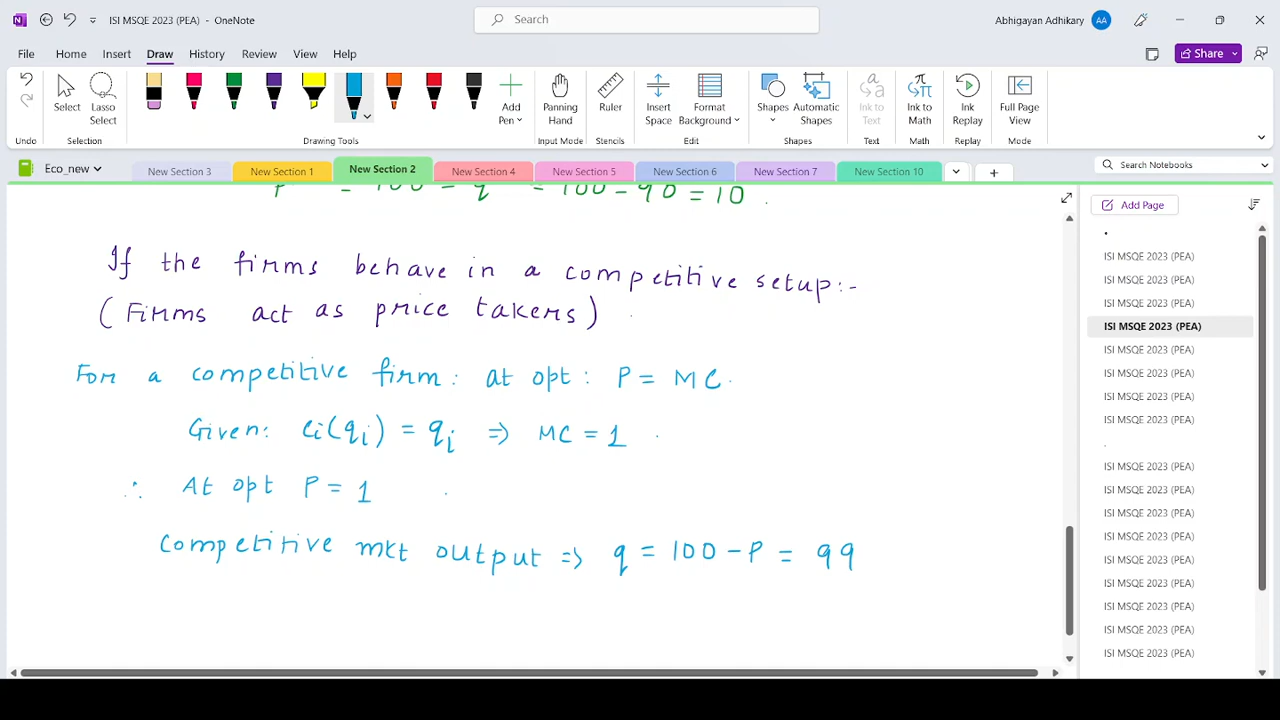 ISI MSQE 2023 (PEA) - OneNote
Search
Abhigayan Adhikary
AA
File Home Insert Draw History Review View Help
Share
Undo
Select
Lasso Select
Add Pen
Panning Hand
Ruler
Insert Space
Format Background
Shapes
Automatic Shapes
Ink to Text
Ink to Math
Ink Replay
Full Page View
Undo Selection Drawing Tools Input Mode Stencils Edit Shapes Text Math Replay Mode
Eco_new
New Section 3 New Section 1 New Section 2 New Section 4 New Section 5 New Section 6 New Section 7 New Section 10
Search Notebooks
Add Page
= 100 - q = 100 - 90 = 10 .
If the firms behave in a competitive setup:-
(Firms act as price takers) .
For a competitive firm: at opt: P = MC.
Given: Ci(qi) = qi ⇒ MC = 1 .
∴ At opt P = 1 .
Competitive mkt output ⇒ q = 100 - P = 99
.
ISI MSQE 2023 (PEA)
ISI MSQE 2023 (PEA)
ISI MSQE 2023 (PEA)
ISI MSQE 2023 (PEA)
ISI MSQE 2023 (PEA)
ISI MSQE 2023 (PEA)
ISI MSQE 2023 (PEA)
ISI MSQE 2023 (PEA)
.
ISI MSQE 2023 (PEA)
ISI MSQE 2023 (PEA)
ISI MSQE 2023 (PEA)
ISI MSQE 2023 (PEA)
ISI MSQE 2023 (PEA)
ISI MSQE 2023 (PEA)
ISI MSQE 2023 (PEA)
ISI MSQE 2023 (PEA)
ISI MSQE 2023 (PEA)